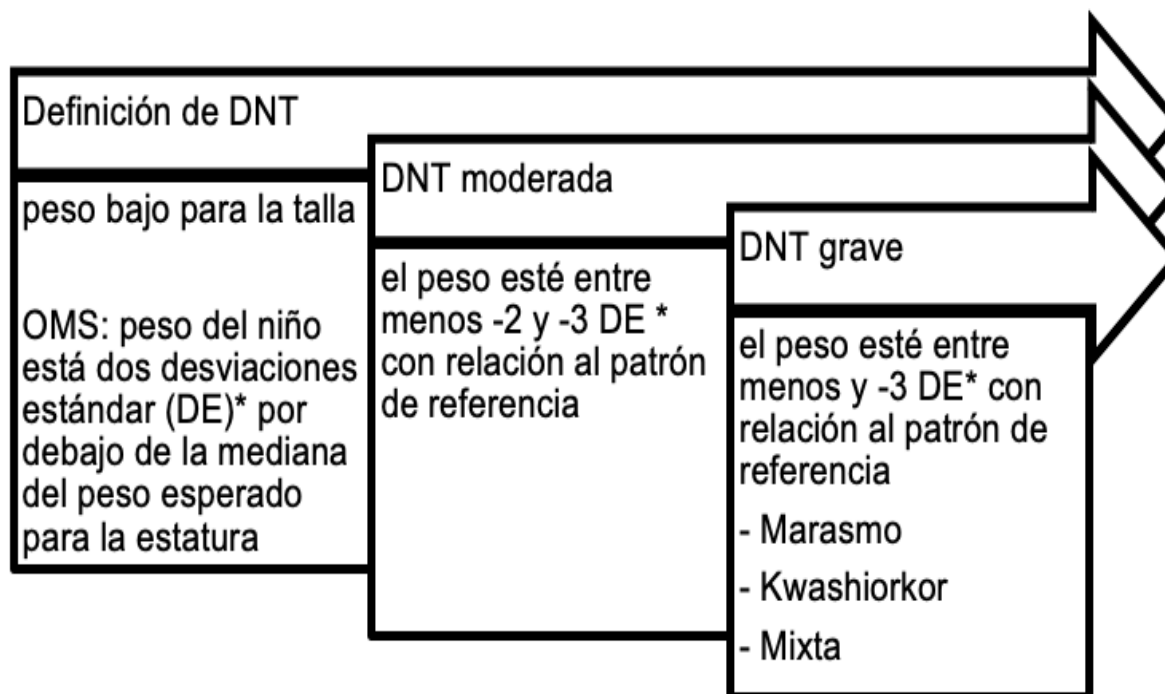 Definición de DNT
peso bajo para la talla
OMS: peso del niño
está dos desviaciones
estándar (DE)* por
debajo de la mediana
del peso esperado
para la estatura
DNT moderada
el peso esté entre
menos -2 y -3 DE *
con relación al patrón
de referencia
DNT grave
el peso esté entre
menos y -3 DE* con
relación al patrón de
referencia
- Marasmo
- Kwashiorkor
- Mixta